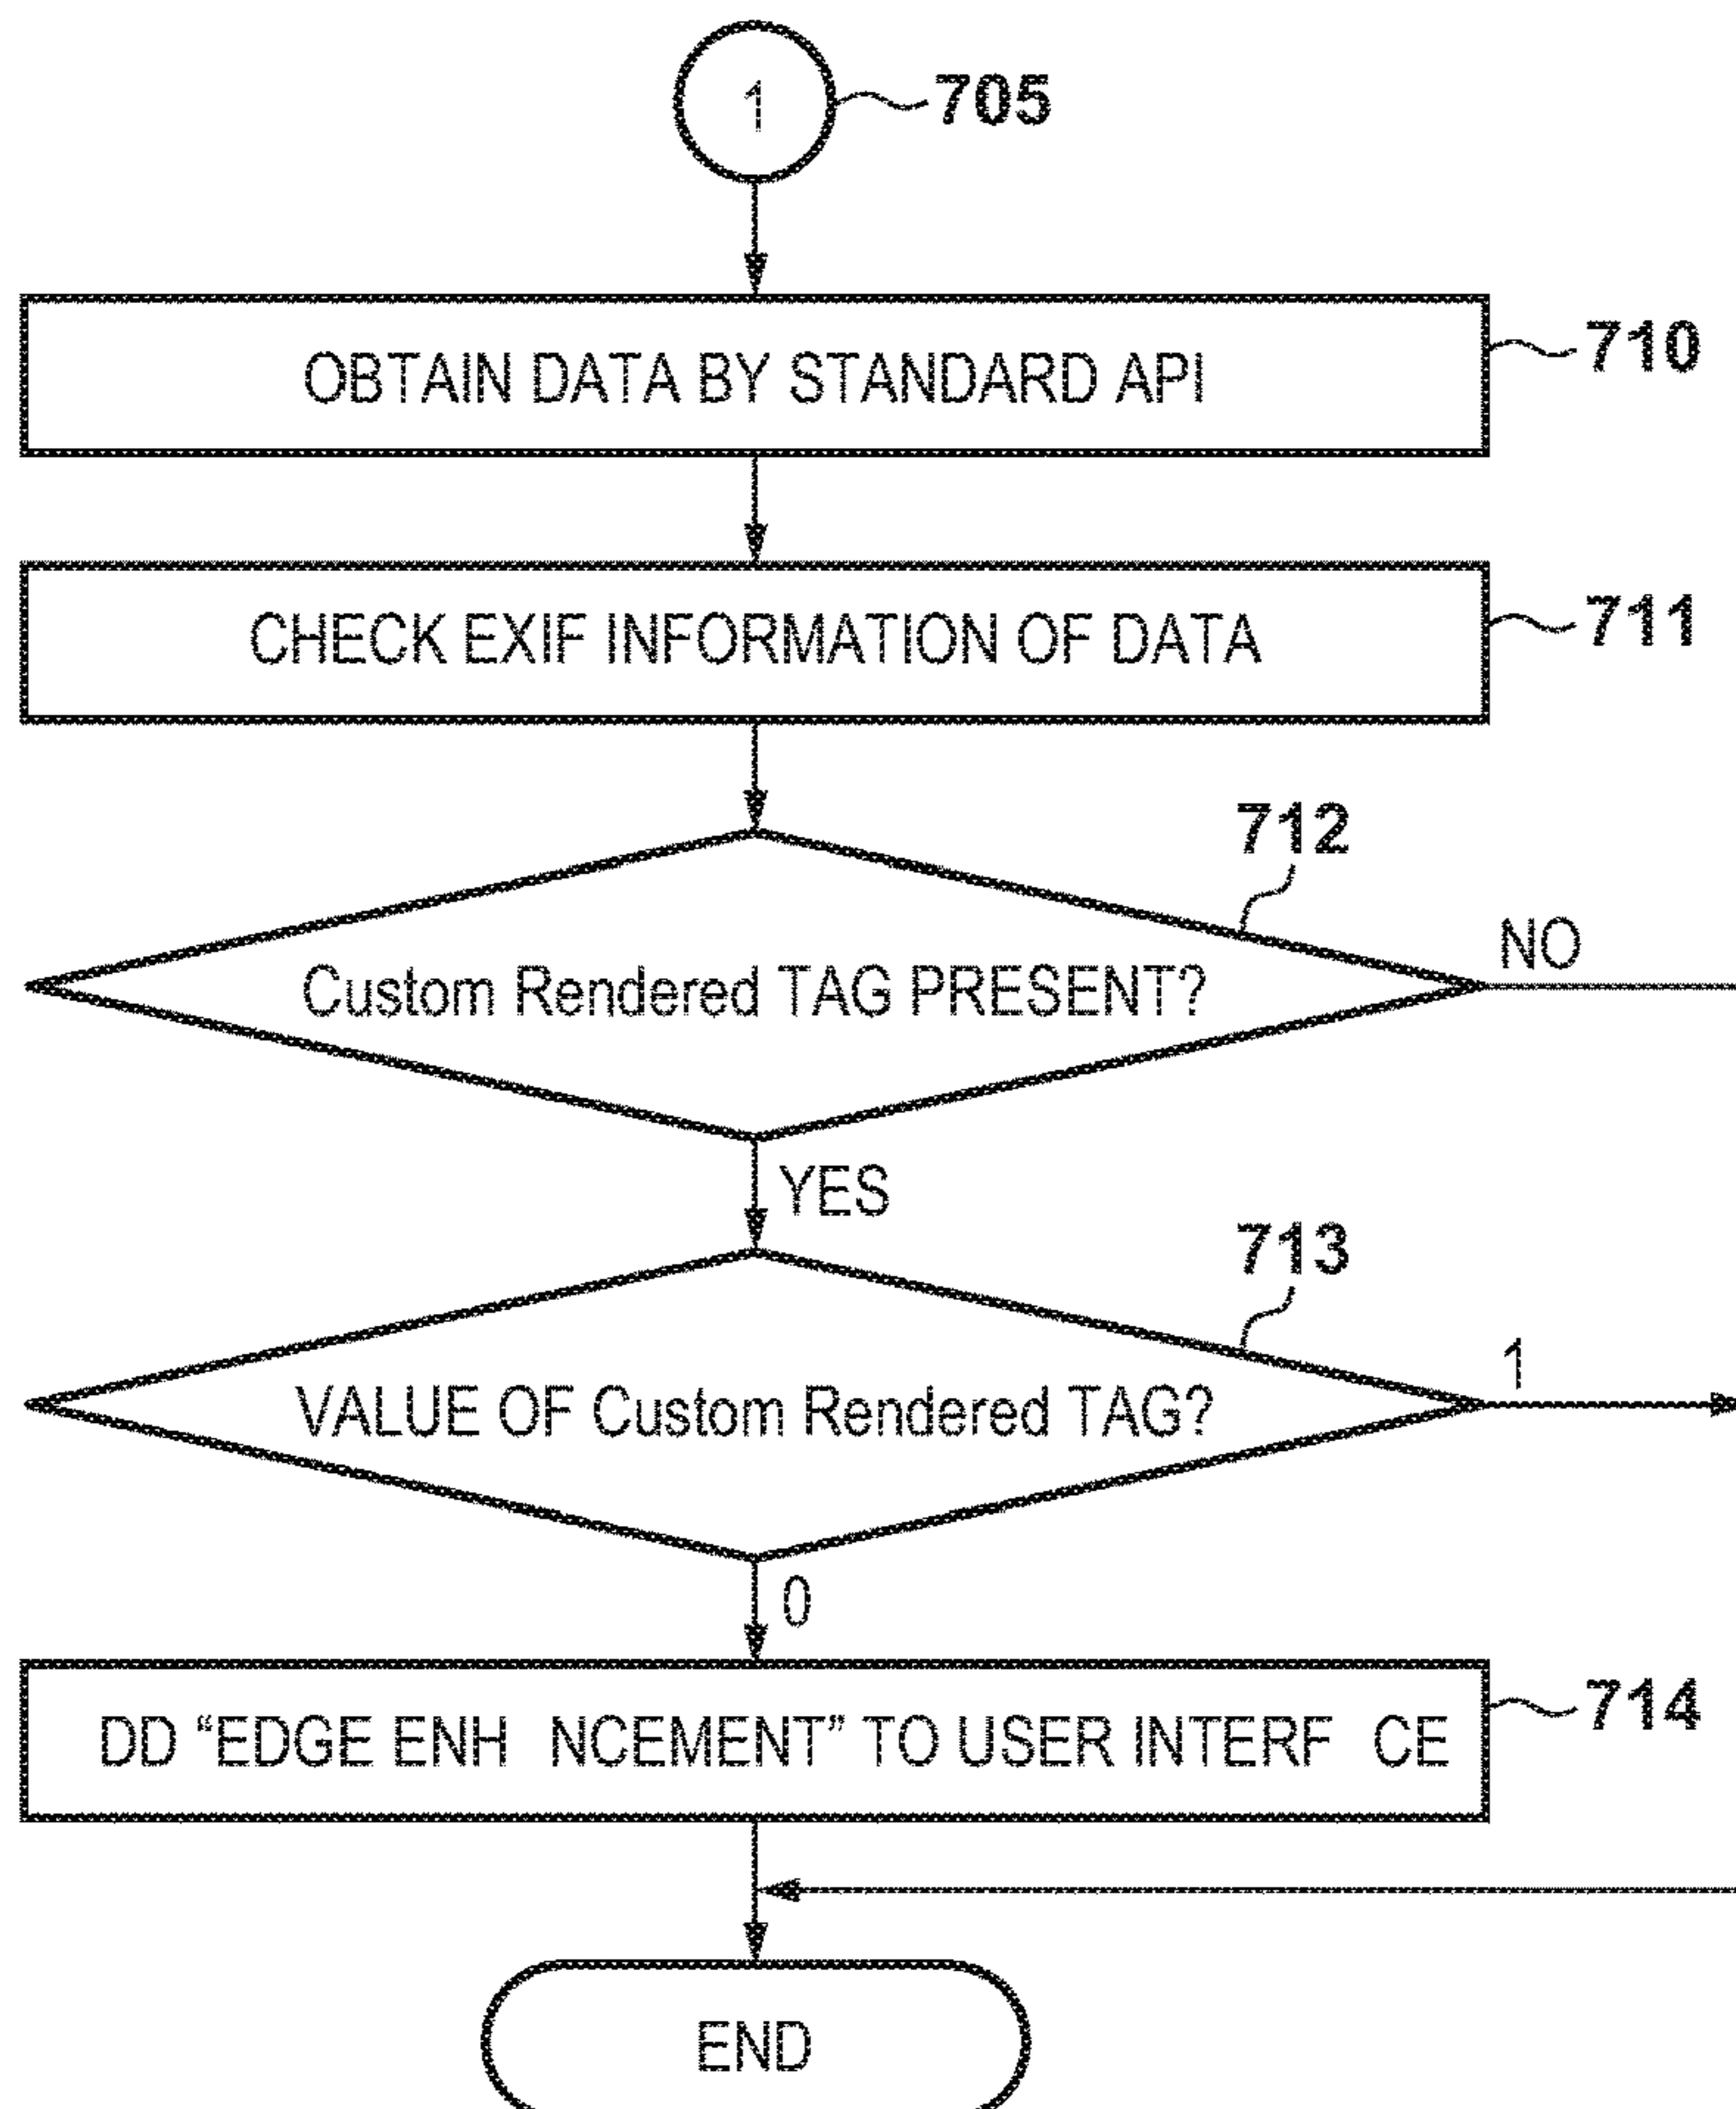 1
705
OBTAIN DATA BY STANDARD API
710
CHECK EXIF INFORMATION OF DATA
711
712
Custom Rendered TAG PRESENT?
NO
YES
713
VALUE OF Custom Rendered TAG?
1
0
DD “EDGE ENH NCEMENT” TO USER INTERF CE
714
END